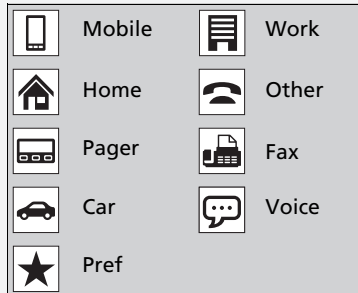 Mobile Work
Home Other
Pager Fax
Car Voice
Pref